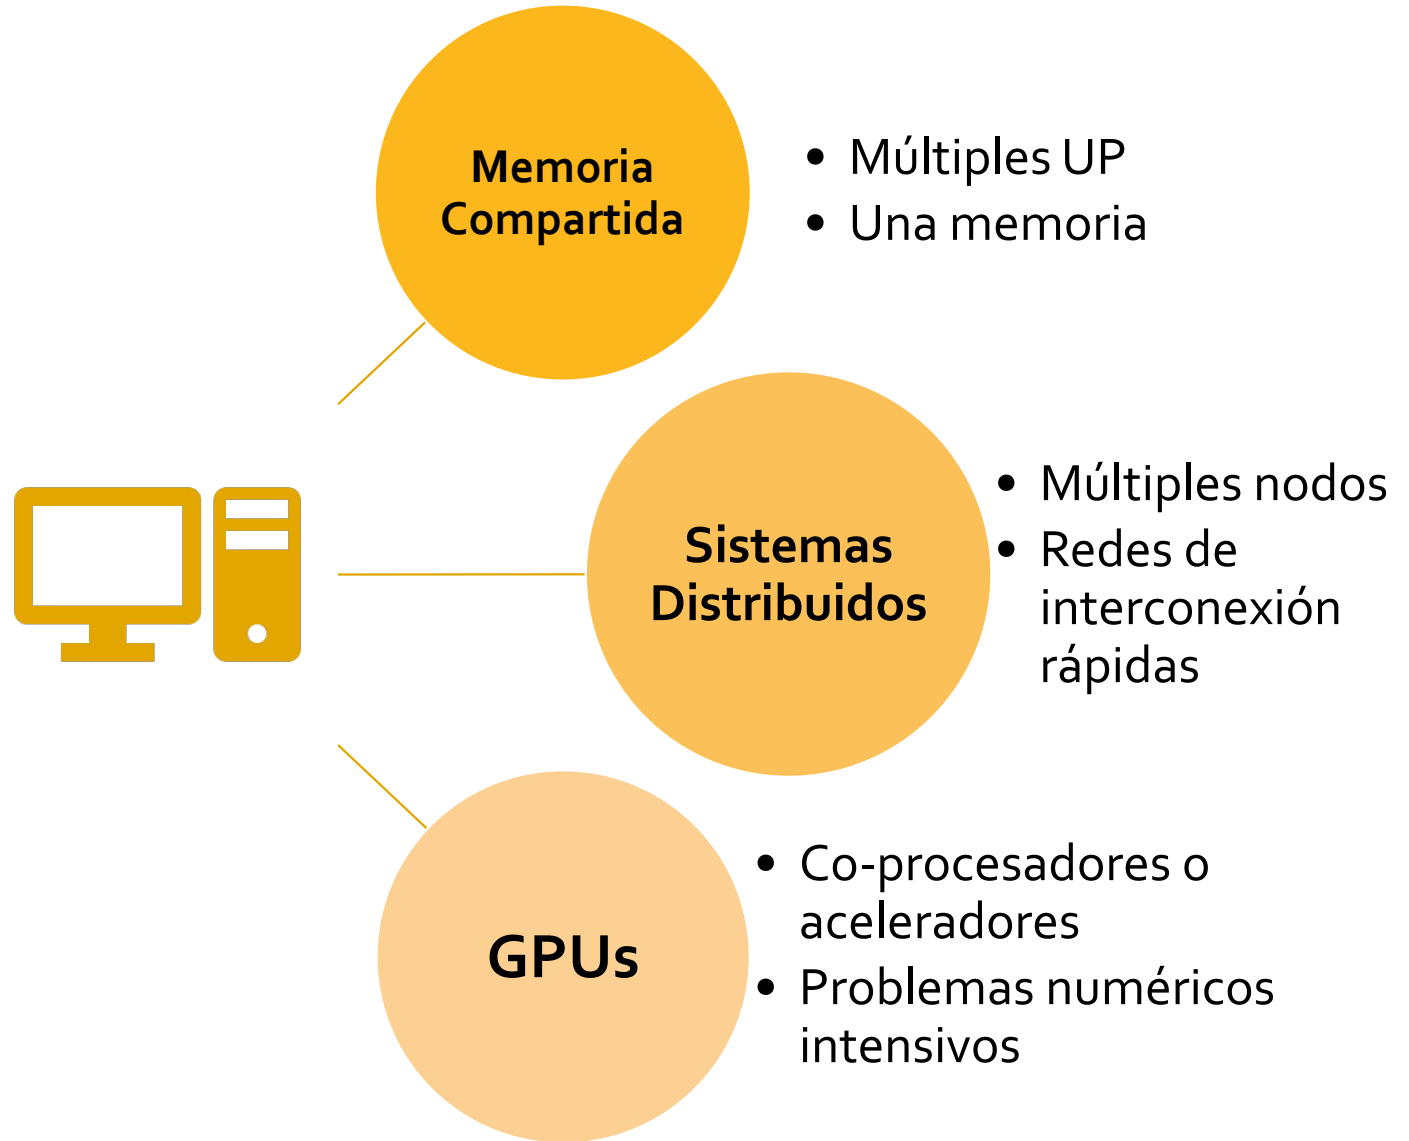 Memoria
Compartida
• Múltiples UP
• Una memoria
Sistemas
Distribuidos
• Múltiples nodos
• Redes de
interconexión
rápidas
GPUs
• Co-procesadores o
aceleradores
• Problemas numéricos
intensivos